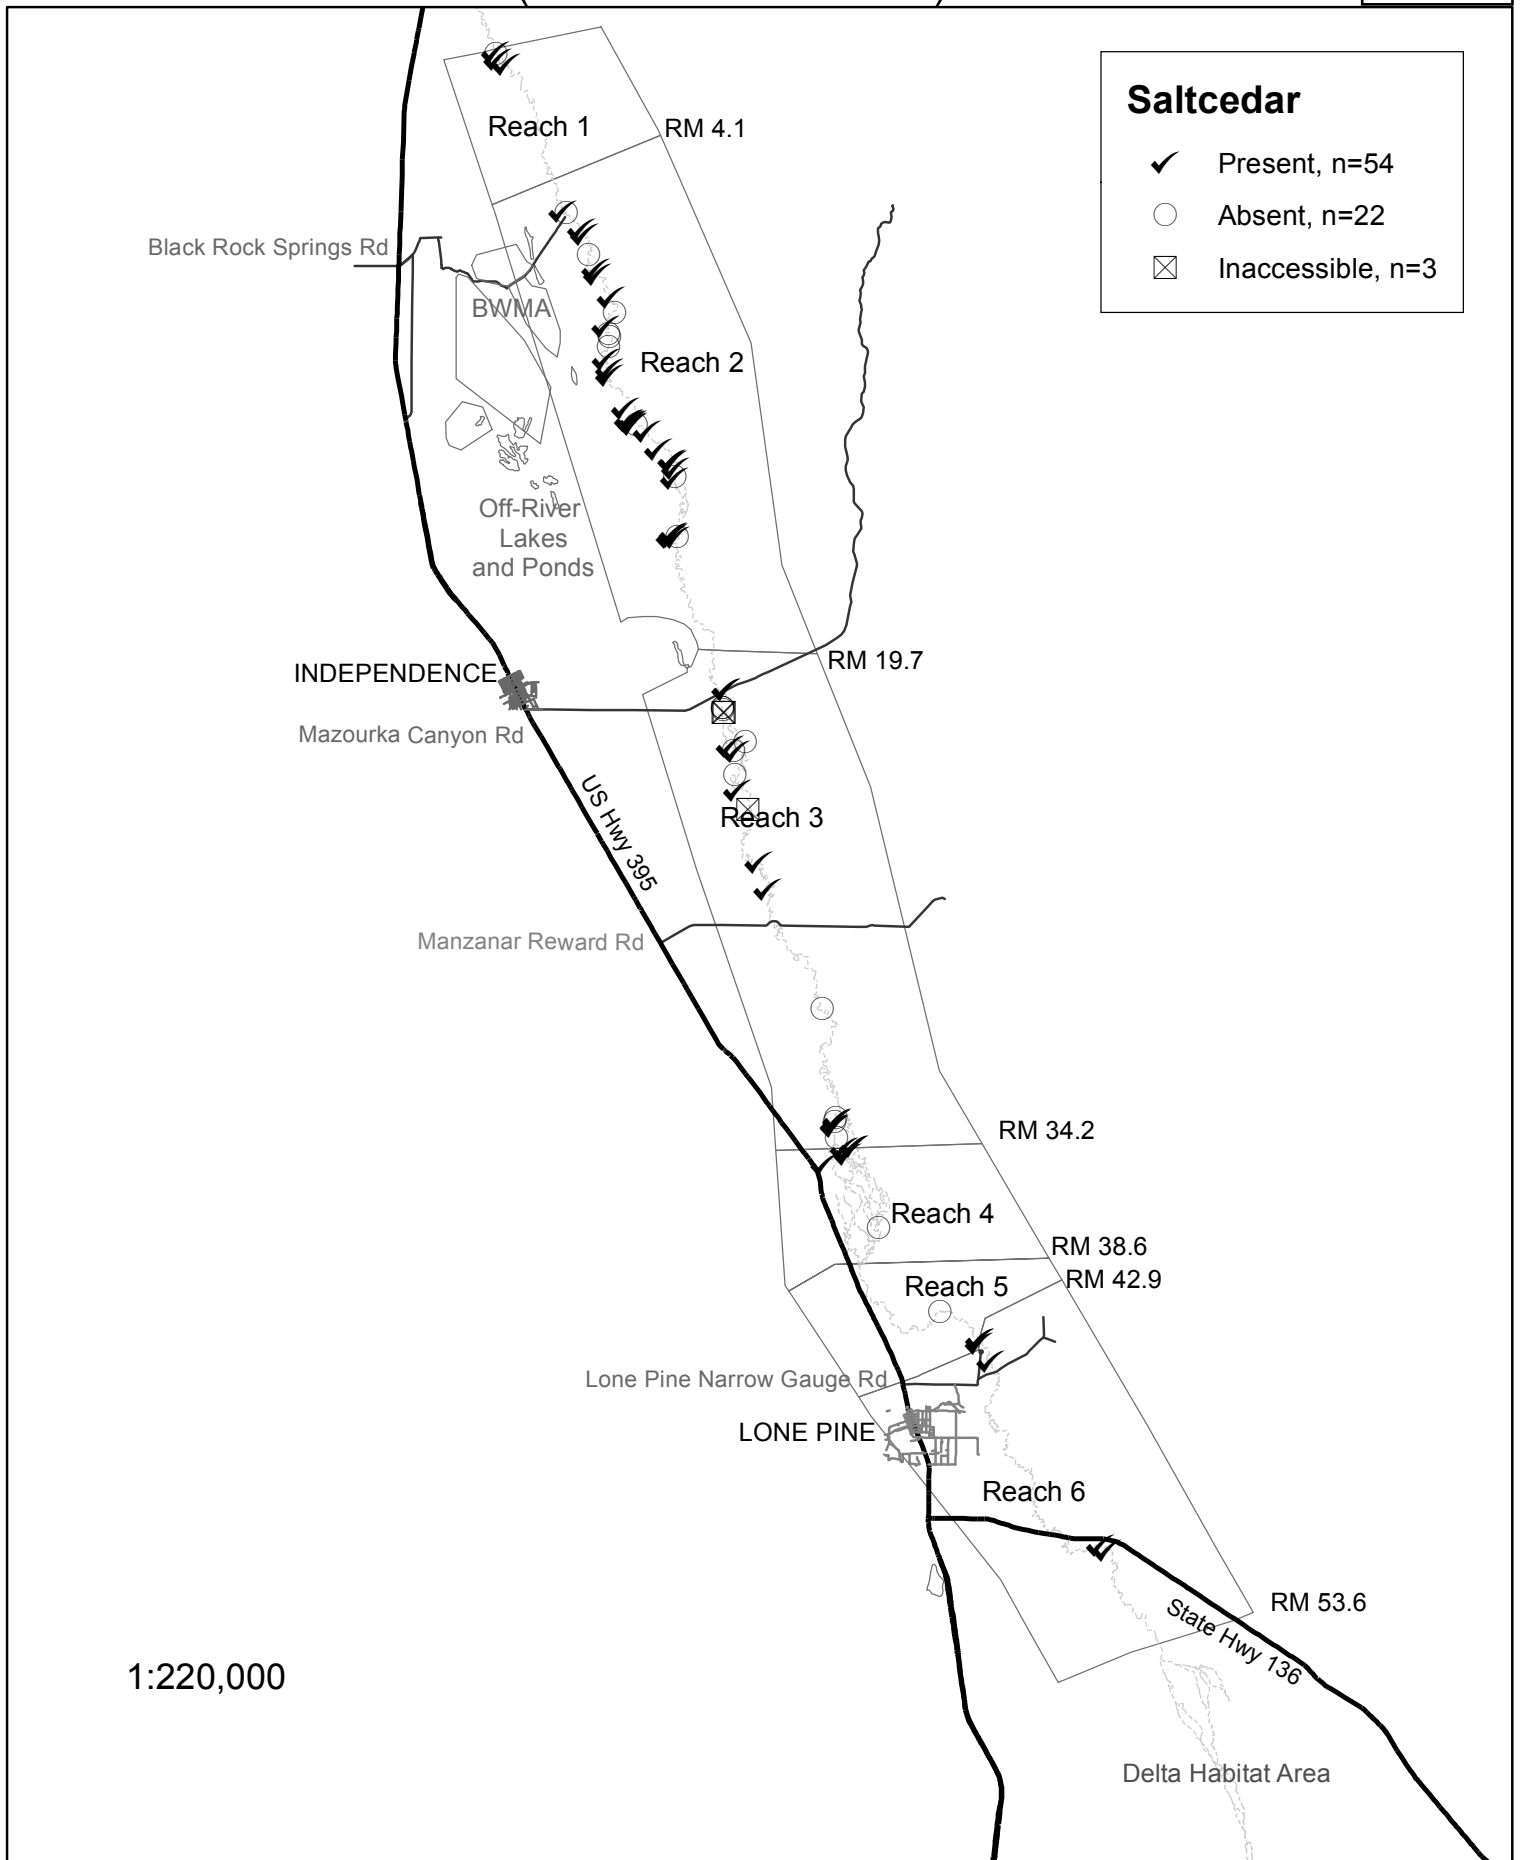 Saltcedar
Present, n=54
Absent, n=22
Inaccessible, n=3
Reach 1
RM 4.1
Black Rock Springs Rd
BWMA
Reach 2
Off-River
Lakes
and Ponds
RM 19.7
INDEPENDENCE
Mazourka Canyon Rd
US Hwy 395
Reach 3
Manzanar Reward Rd
RM 34.2
Reach 4
RM 38.6
RM 42.9
Reach 5
Lone Pine Narrow Gauge Rd
LONE PINE
Reach 6
RM 53.6
State Hwy 136
1:220,000
Delta Habitat Area